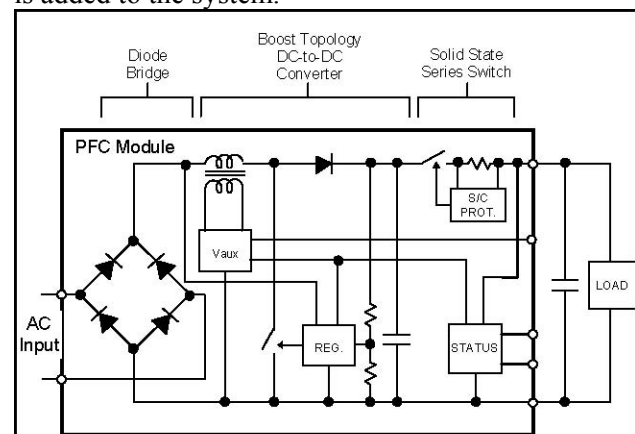 is added to the system.
Boost Topology
DC-to-DC
Converter
Diode
Bridge
Solid State
Series Switch
PFC Module
S/C
PROT.
Vaux
LOAD
AC
Input
REG.
STATUS